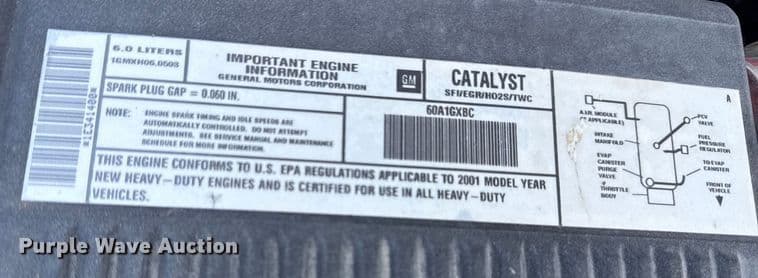 6.0 LITERS
1GMXH06.0503
IMPORTANT ENGINE
INFORMATION
GENERAL MOTORS CORPORATION
GM
CATALYST
SFI/EGR/HO2S/TWC
SPARK PLUG GAP = 0.060 IN.
60A1GXBC
NOTE: ENGINE SPARK TIMING AND IDLE SPEEDS ARE
AUTOMATICALLY CONTROLLED. DO NOT ATTEMPT
ADJUSTMENTS. SEE SERVICE MANUAL AND MAINTENANCE
SCHEDULE FOR MORE INFORMATION.
THIS ENGINE CONFORMS TO U.S. EPA REGULATIONS APPLICABLE TO 2001 MODEL YEAR
NEW HEAVY-DUTY ENGINES AND IS CERTIFIED FOR USE IN ALL HEAVY-DUTY
VEHICLES.
*1E341400*
A
A.I.R. MODULE
(IF APPLICABLE)
INTAKE
MANIFOLD
EVAP
CANISTER
PURGE
VALVE
THROTTLE
BODY
PCV
VALVE
FUEL
PRESSURE
REGULATOR
TO EVAP
CANISTER
FRONT OF
VEHICLE
Purple Wave Auction